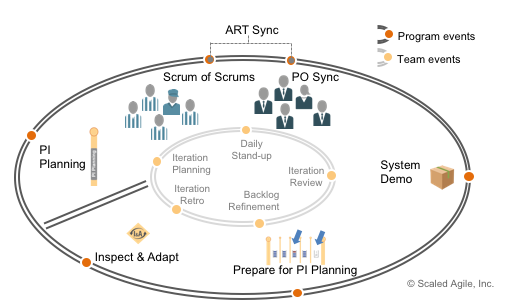 ART Sync
Program events
Team events
Scrum of Scrums
PO Sync
PI
Planning
Daily
Stand-up
Iteration
Planning
Iteration
Review
System
Demo
Iteration
Retro
Backlog
Refinement
I&A
Inspect & Adapt
Prepare for PI Planning
© Scaled Agile, Inc.